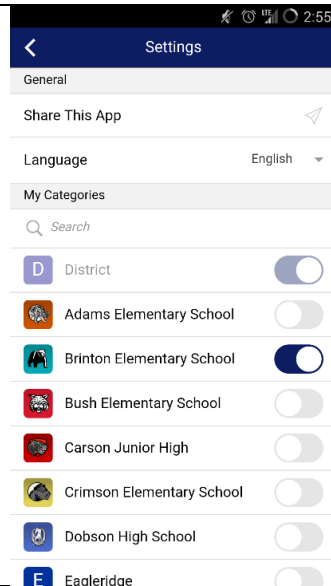 LTE 2:55
Settings
General
Share This App
Language English
My Categories
Search
D District
Adams Elementary School
Brinton Elementary School
Bush Elementary School
Carson Junior High
Crimson Elementary School
Dobson High School
E Eagleridge